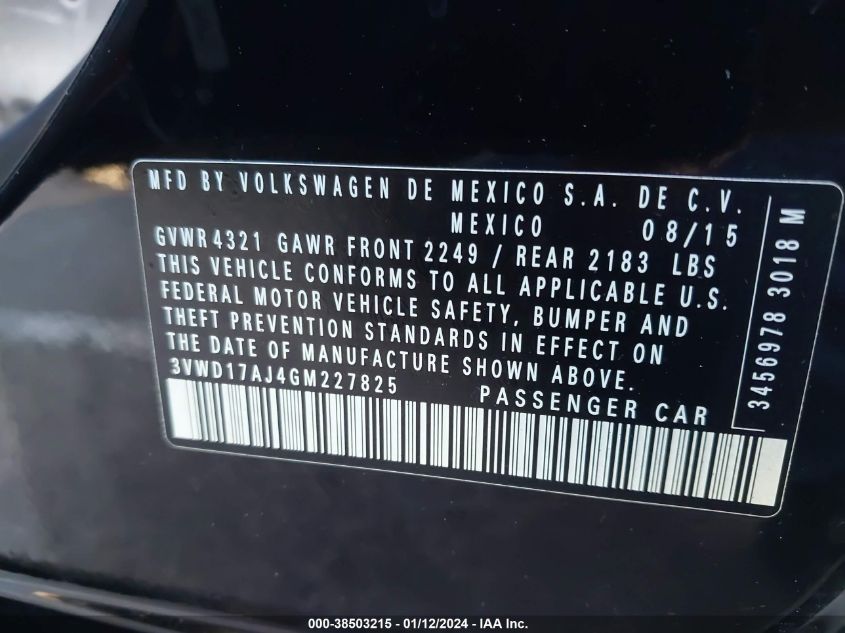 MFD BY VOLKSWAGEN DE MEXICO S.A. DE C.V.
MEXICO 08/15
GVWR 4321 GAWR FRONT 2249 / REAR 2183 LBS
THIS VEHICLE CONFORMS TO ALL APPLICABLE U.S.
FEDERAL MOTOR VEHICLE SAFETY, BUMPER AND
THEFT PREVENTION STANDARDS IN EFFECT ON
THE DATE OF MANUFACTURE SHOWN ABOVE.
3VWD17AJ4GM227825 PASSENGER CAR
3456978 3018 M
000-38503215 - 01/12/2024 - IAA Inc.